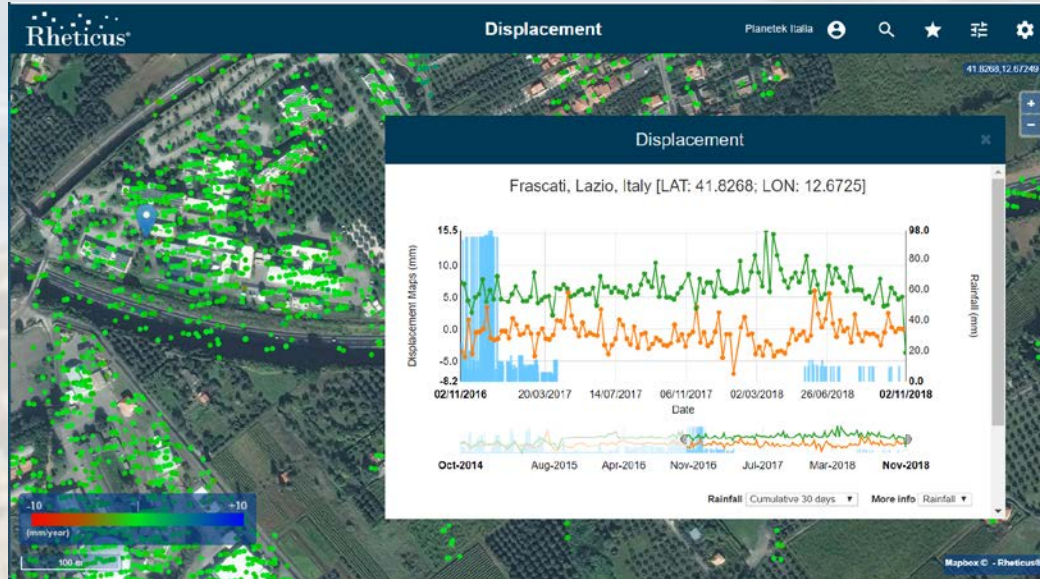 Rheticus®
Displacement
Planetek Italia
41.8268,12.67249
+
−
Displacement
Frascati, Lazio, Italy [LAT: 41.8268; LON: 12.6725]
Displacement Maps (mm)
15.5
10.0
5.0
0.0
-5.0
-8.2
98.0
80.0
60.0
40.0
20.0
0.0
Rainfall (mm)
02/11/2016 20/03/2017 14/07/2017 06/11/2017 02/03/2018 26/06/2018 02/11/2018
Date
Oct-2014 Aug-2015 Apr-2016 Nov-2016 Jul-2017 Mar-2018 Nov-2018
Rainfall Cumulative 30 days ▼ More info Rainfall ▼
-10 +10
(mm/year)
100 m
Mapbox © - Rheticus®